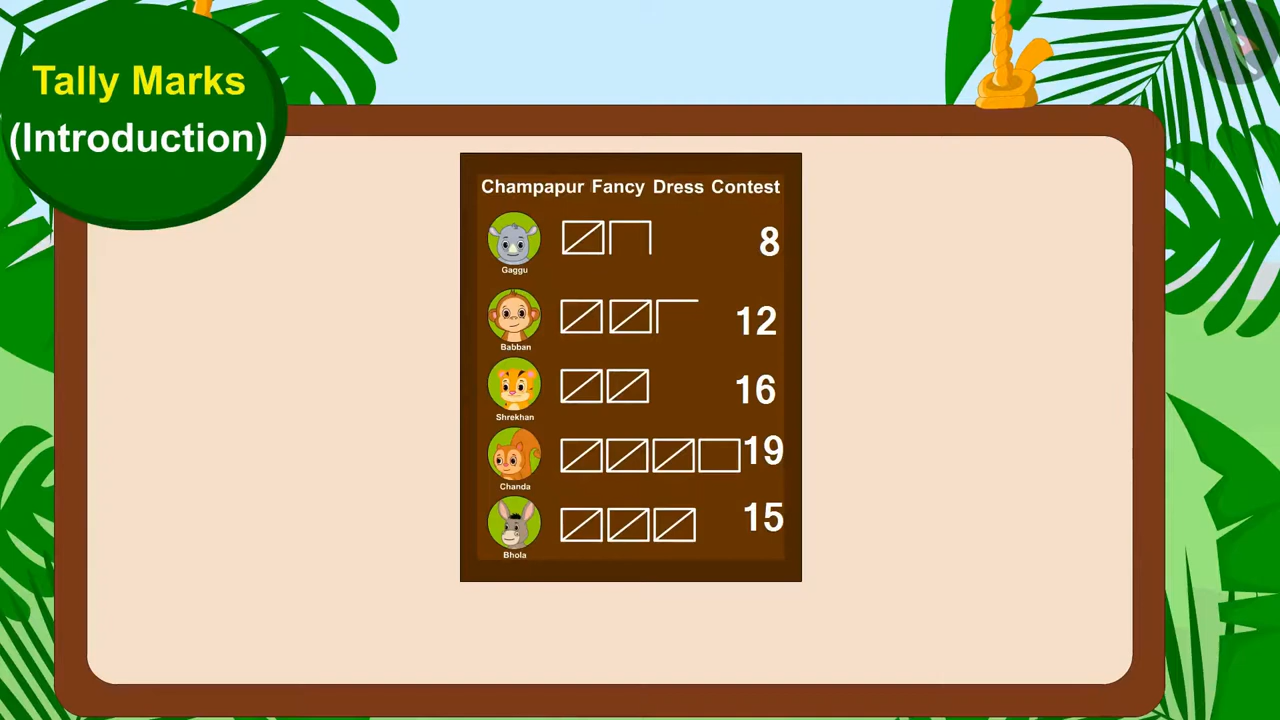 Tally Marks
(Introduction)
Champapur Fancy Dress Contest
Gaggu
8
Babban
12
Shrekhan
16
Chanda
19
Bhola
15